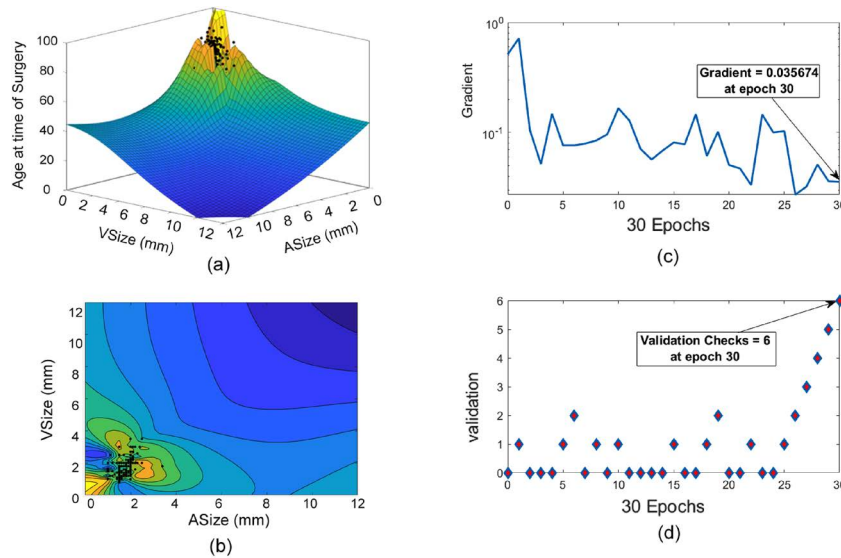 100
80
60
40
20
0
Age at time of Surgery
0
2
4
6
8
10
12
VSize (mm)
12
10
8
6
4
2
0
ASize (mm)
(a)
10⁰
10⁻¹
Gradient
Gradient = 0.035674
at epoch 30
0 5 10 15 20 25 30
30 Epochs
(c)
12
10
8
6
4
2
0
VSize (mm)
0 2 4 6 8 10 12
ASize (mm)
(b)
6
5
4
3
2
1
0
validation
Validation Checks = 6
at epoch 30
0 5 10 15 20 25 30
30 Epochs
(d)